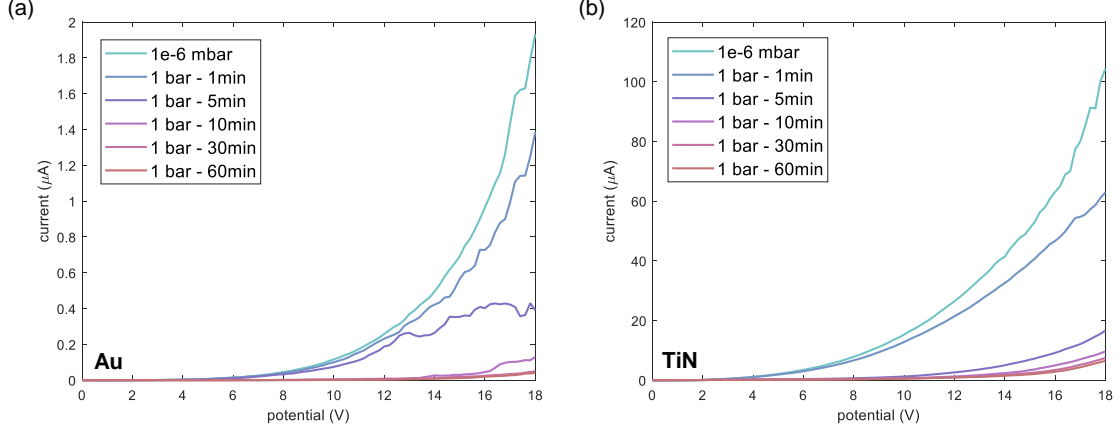 (a)
2
1.8
1.6
1.4
1.2
1
0.8
0.6
0.4
0.2
0
current (μA)
1e-6 mbar
1 bar - 1min
1 bar - 5min
1 bar - 10min
1 bar - 30min
1 bar - 60min
Au
0 2 4 6 8 10 12 14 16 18
potential (V)
(b)
120
100
80
60
40
20
0
current (μA)
1e-6 mbar
1 bar - 1min
1 bar - 5min
1 bar - 10min
1 bar - 30min
1 bar - 60min
TiN
0 2 4 6 8 10 12 14 16 18
potential (V)